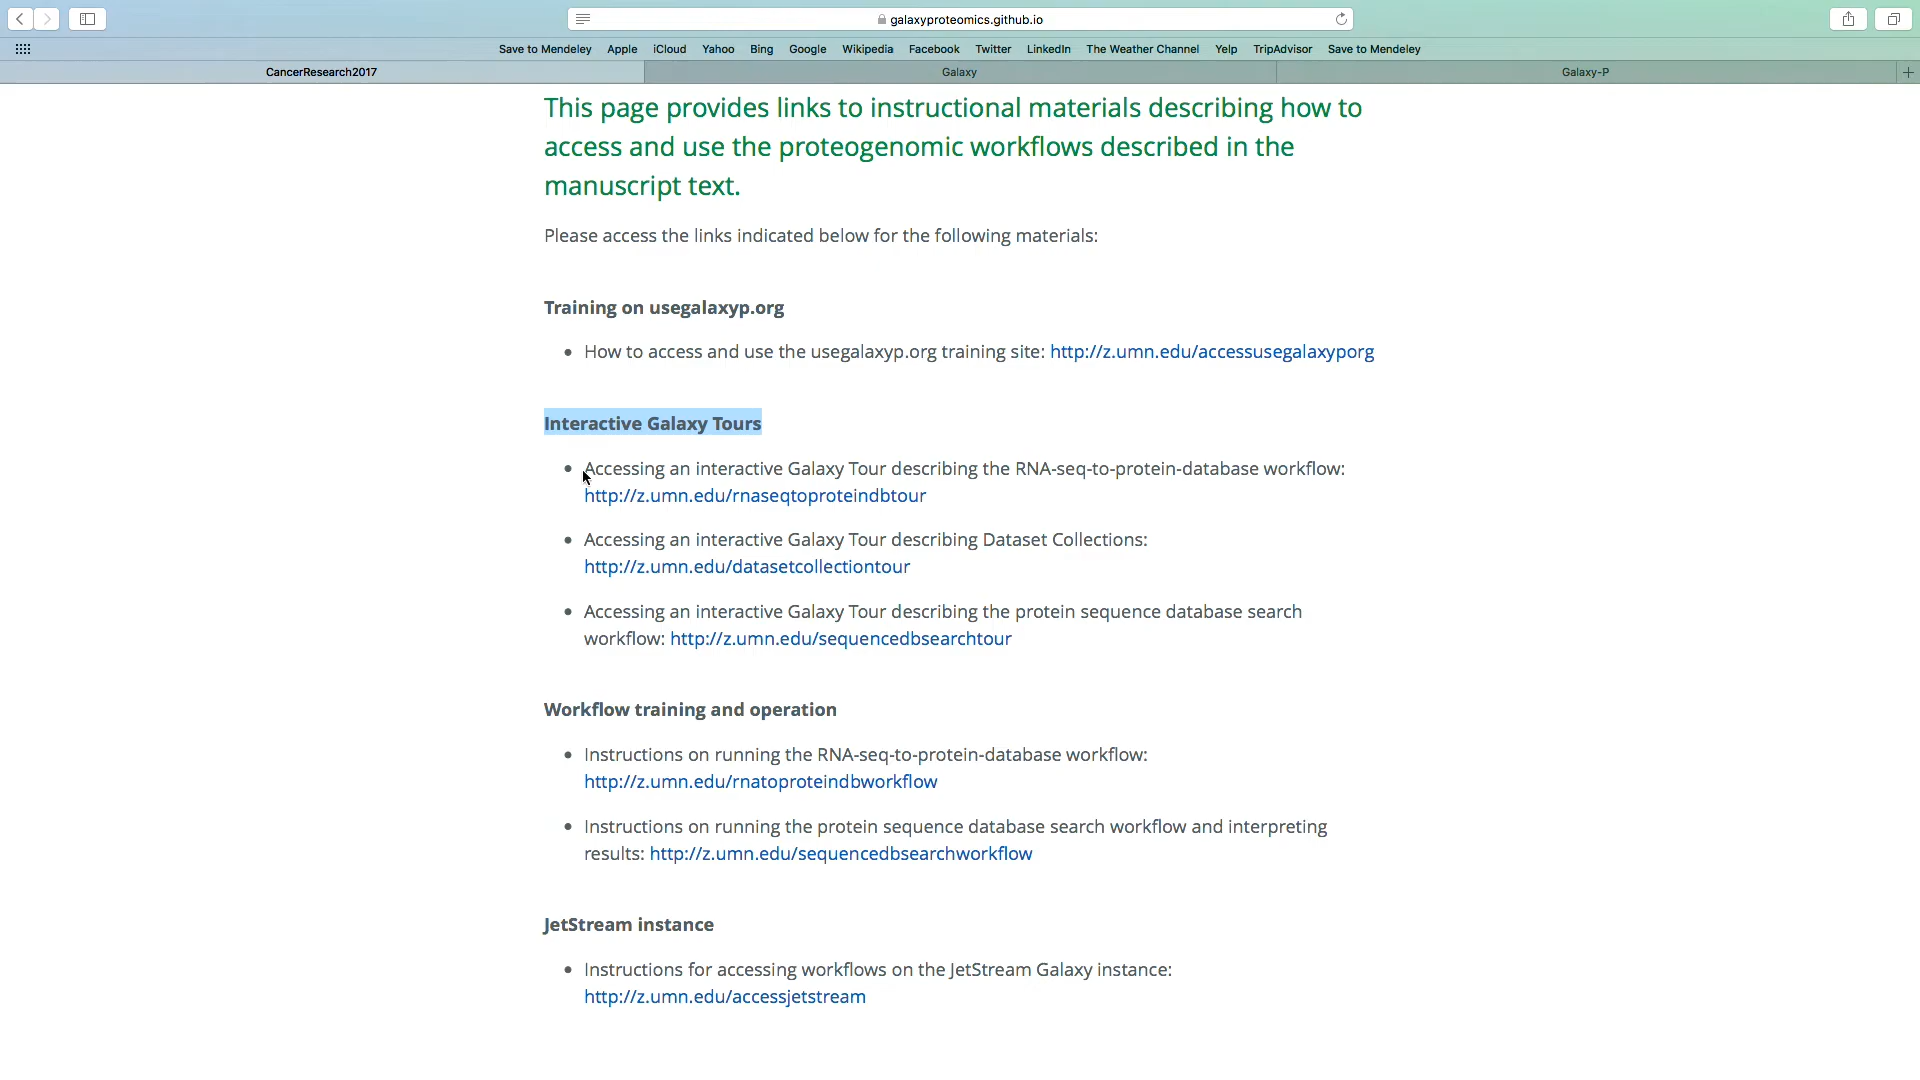 galaxyproteomics.github.io
Save to Mendeley Apple iCloud Yahoo Bing Google Wikipedia Facebook Twitter LinkedIn The Weather Channel Yelp TripAdvisor Save to Mendeley
CancerResearch2017 Galaxy Galaxy-P
This page provides links to instructional materials describing how to
access and use the proteogenomic workflows described in the
manuscript text.
Please access the links indicated below for the following materials:
Training on usegalaxyp.org
• How to access and use the usegalaxyp.org training site: http://z.umn.edu/accessusegalaxyporg
Interactive Galaxy Tours
• Accessing an interactive Galaxy Tour describing the RNA-seq-to-protein-database workflow:
http://z.umn.edu/rnaseqtoproteindbtour
• Accessing an interactive Galaxy Tour describing Dataset Collections:
http://z.umn.edu/datasetcollectiontour
• Accessing an interactive Galaxy Tour describing the protein sequence database search
workflow: http://z.umn.edu/sequencedbsearchtour
Workflow training and operation
• Instructions on running the RNA-seq-to-protein-database workflow:
http://z.umn.edu/rnatoproteindbworkflow
• Instructions on running the protein sequence database search workflow and interpreting
results: http://z.umn.edu/sequencedbsearchworkflow
JetStream instance
• Instructions for accessing workflows on the JetStream Galaxy instance:
http://z.umn.edu/accessjetstream